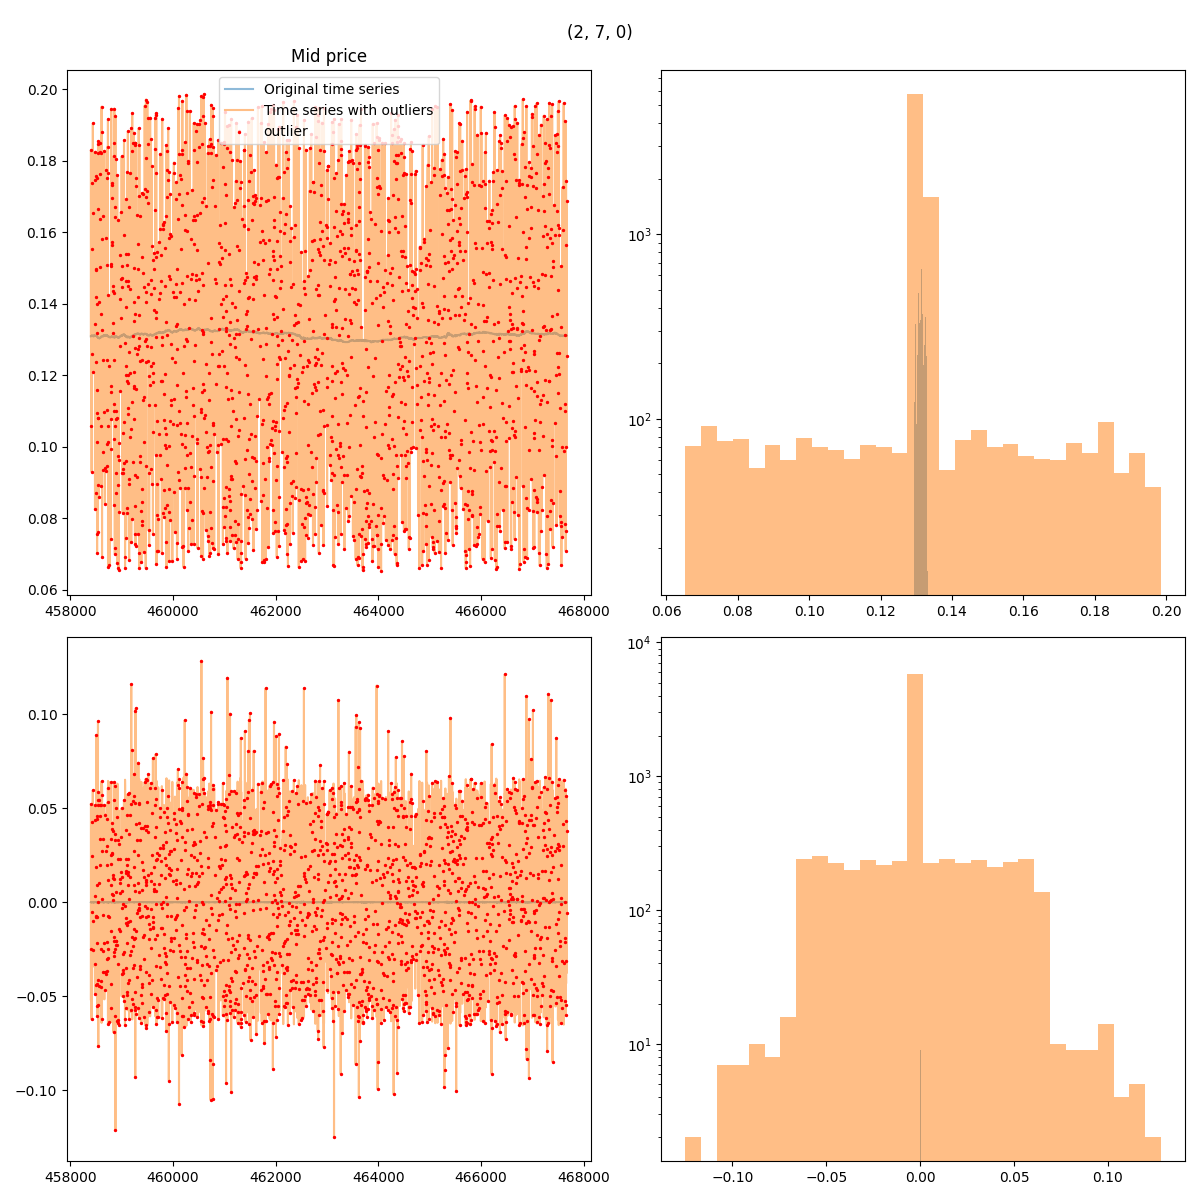 (2, 7, 0)
Mid price
Original time series
Time series with outliers
outlier
0.20
0.18
0.16
0.14
0.12
0.10
0.08
0.06
458000 460000 462000 464000 466000 468000
10³
10²
0.06 0.08 0.10 0.12 0.14 0.16 0.18 0.20
0.10
0.05
0.00
−0.05
−0.10
458000 460000 462000 464000 466000 468000
10⁴
10³
10²
10¹
−0.10 −0.05 0.00 0.05 0.10